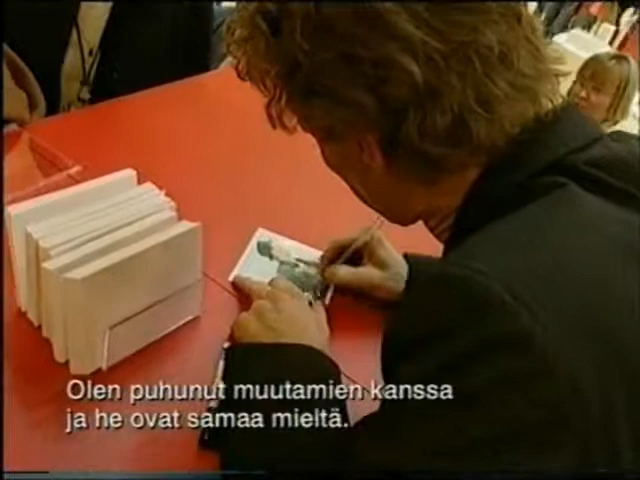 Olen puhunut muutamien kanssa
ja he ovat samaa mieltä.